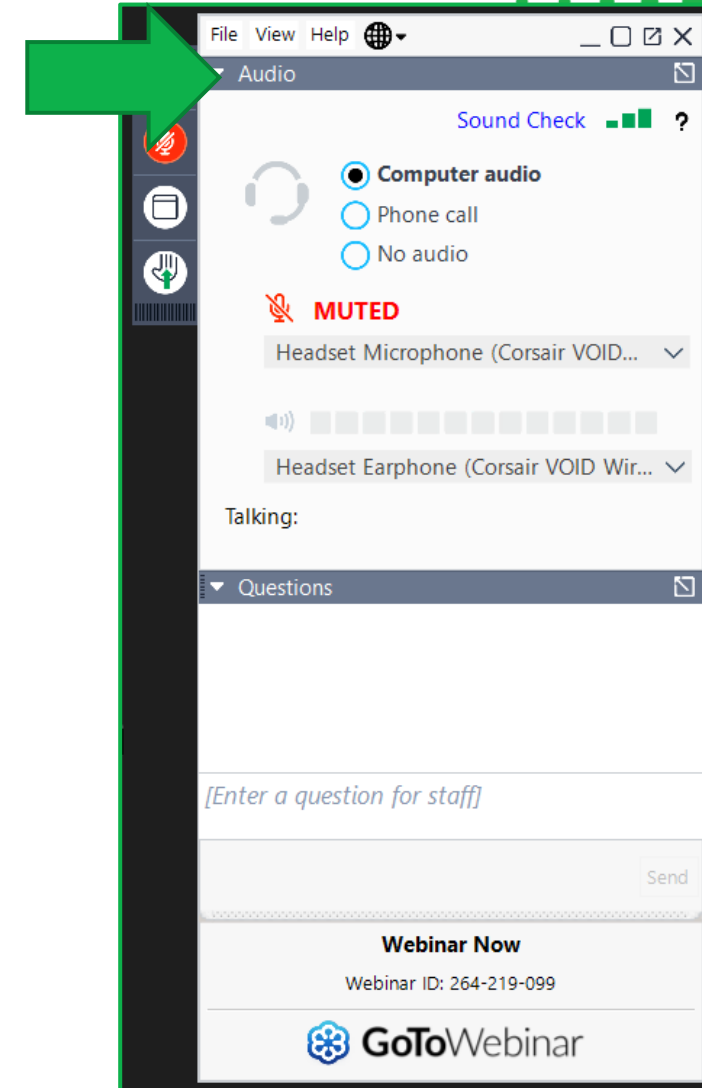 File View Help
Audio
Sound Check ?
Computer audio
Phone call
No audio
MUTED
Headset Microphone (Corsair VOID...
Headset Earphone (Corsair VOID Wir...
Talking:
Questions
[Enter a question for staff]
Send
Webinar Now
Webinar ID: 264-219-099
GoToWebinar